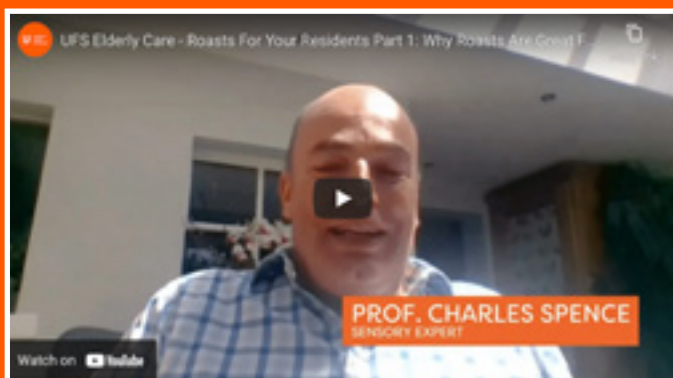 UFS Elderly Care - Roasts For Your Residents Part 1: Why Roasts Are Great F...
PROF. CHARLES SPENCE
SENSORY EXPERT
Watch on YouTube